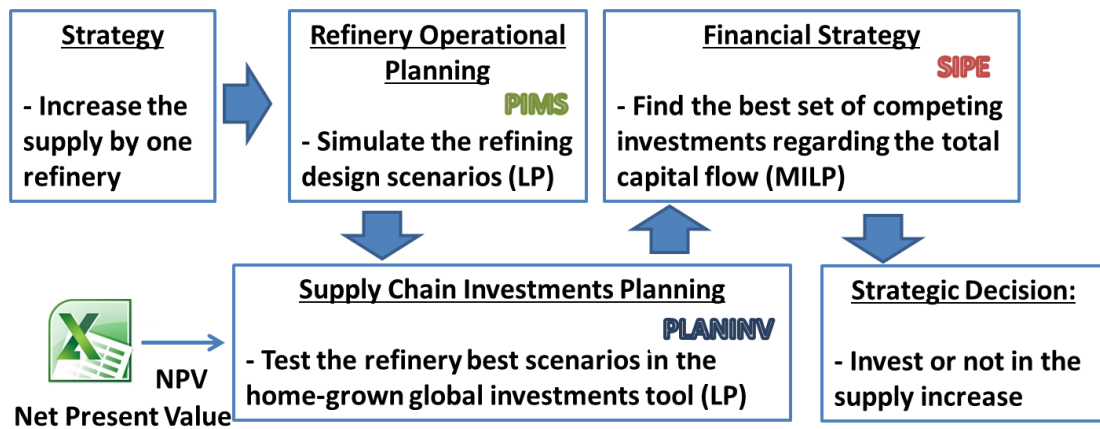 Strategy
- Increase the
supply by one
refinery
Refinery Operational
Planning
PIMS
- Simulate the refining
design scenarios (LP)
Financial Strategy
SIPE
- Find the best set of competing
investments regarding the total
capital flow (MILP)
X
NPV
Net Present Value
Supply Chain Investments Planning
PLANINV
- Test the refinery best scenarios in the
home-grown global investments tool (LP)
Strategic Decision:
- Invest or not in the
supply increase